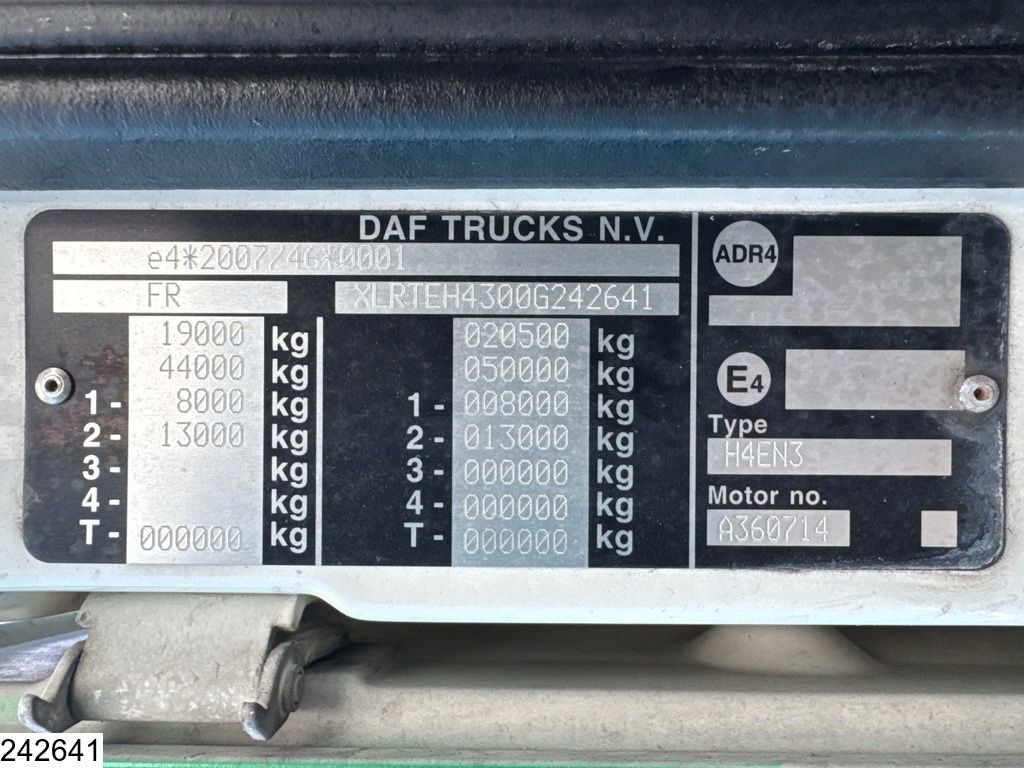 DAF TRUCKS N.V.
e4*2007/46*0001
FR XLRTEH4300G242641
19000 kg 020500 kg
44000 kg 050000 kg
1- 8000 kg 1- 008000 kg
2- 13000 kg 2- 013000 kg
3- kg 3- 000000 kg
4- kg 4- 000000 kg
T- 000000 kg T- 000000 kg
ADR4
E4
Type
H4EN3
Motor no.
A360714
242641